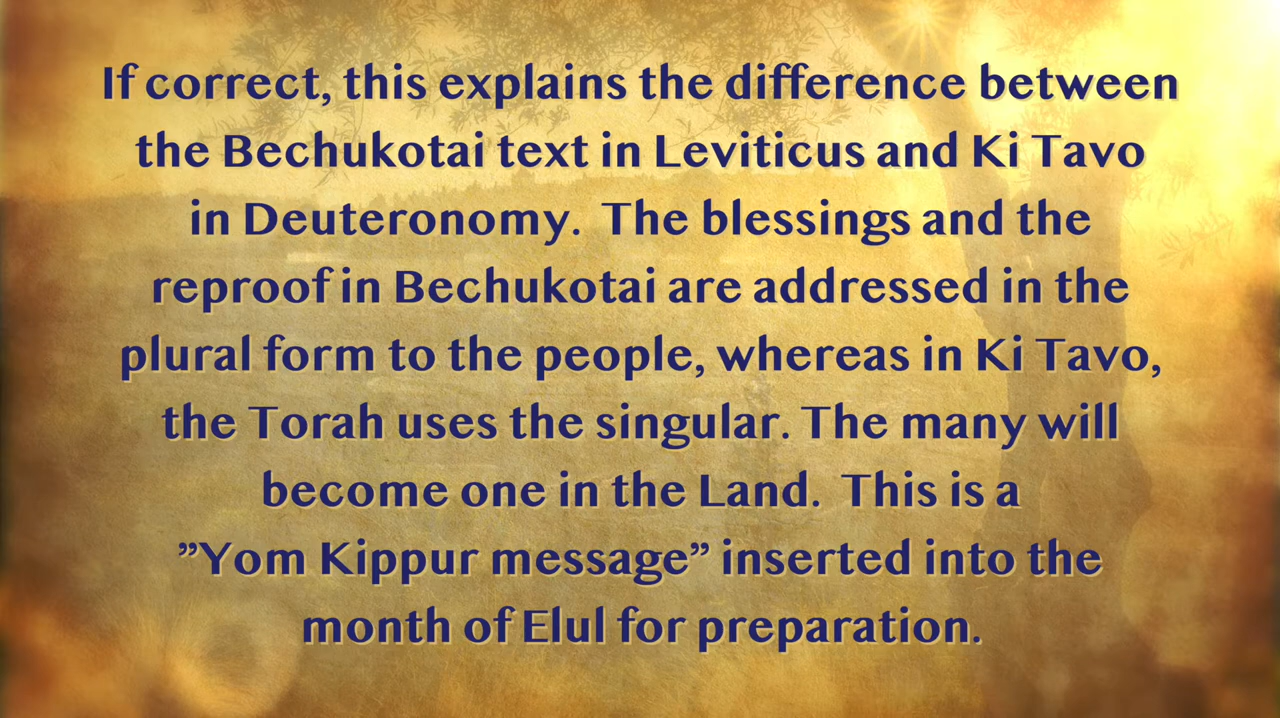 If correct, this explains the difference between
the Bechukotai text in Leviticus and Ki Tavo
in Deuteronomy.  The blessings and the
reproof in Bechukotai are addressed in the
plural form to the people, whereas in Ki Tavo,
the Torah uses the singular. The many will
become one in the Land.  This is a
”Yom Kippur message” inserted into the
month of Elul for preparation.